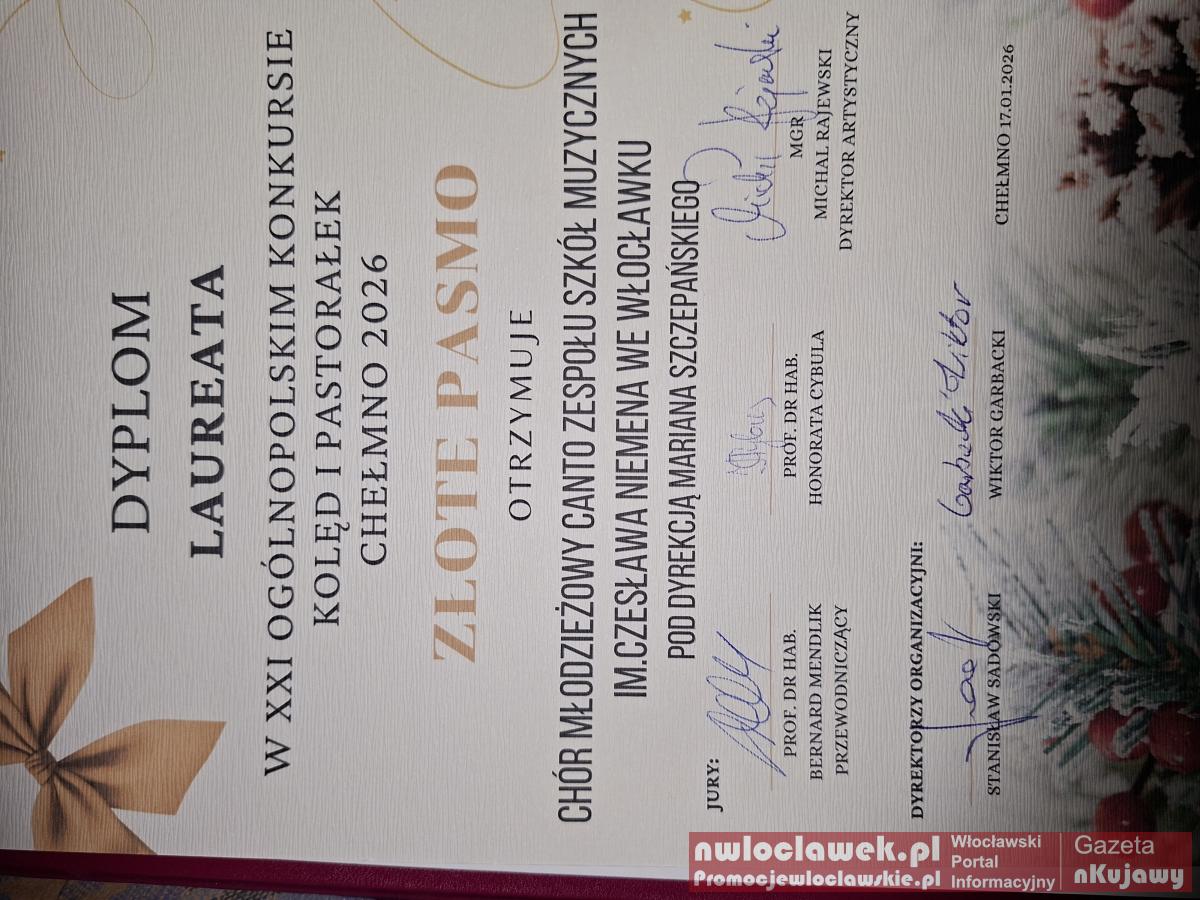 DYPLOM
LAUREATA
W XXI OGÓLNOPOLSKIM KONKURSIE
KOLĘD I PASTORAŁEK
CHEŁMNO 2026
ZŁOTE PASMO
OTRZYMUJE
CHÓR MŁODZIEŻOWY CANTO ZESPOŁU SZKÓŁ MUZYCZNYCH
IM.CZESŁAWA NIEMENA WE WŁOCŁAWKU
POD DYREKCJĄ MARIANA SZCZEPAŃSKIEGO
JURY:
PROF. DR HAB.
BERNARD MENDLIK
PRZEWODNICZĄCY
PROF. DR HAB.
HONORATA CYBULA
MGR
MICHAL RAJEWSKI
DYREKTOR ARTYSTYCZNY
DYREKTORZY ORGANIZACYJNI:
STANISŁAW SADOWSKI
WIKTOR GARBACKI
CHEŁMNO 17.01.2026
nwloclawek.pl
Promocjewloclawskie.pl
Włocławski
Portal
Informacyjny
Gazeta
nKujawy